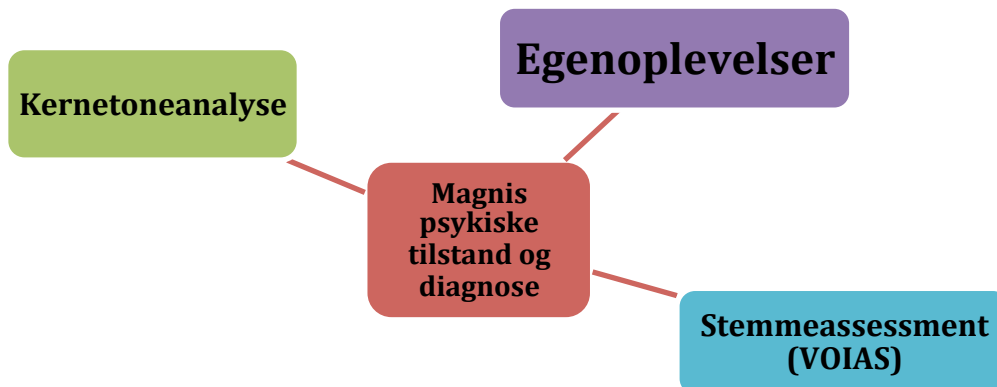 Egenoplevelser
Kernetoneanalyse
Magnis
psykiske
tilstand og
diagnose
Stemmeassessment
(VOIAS)